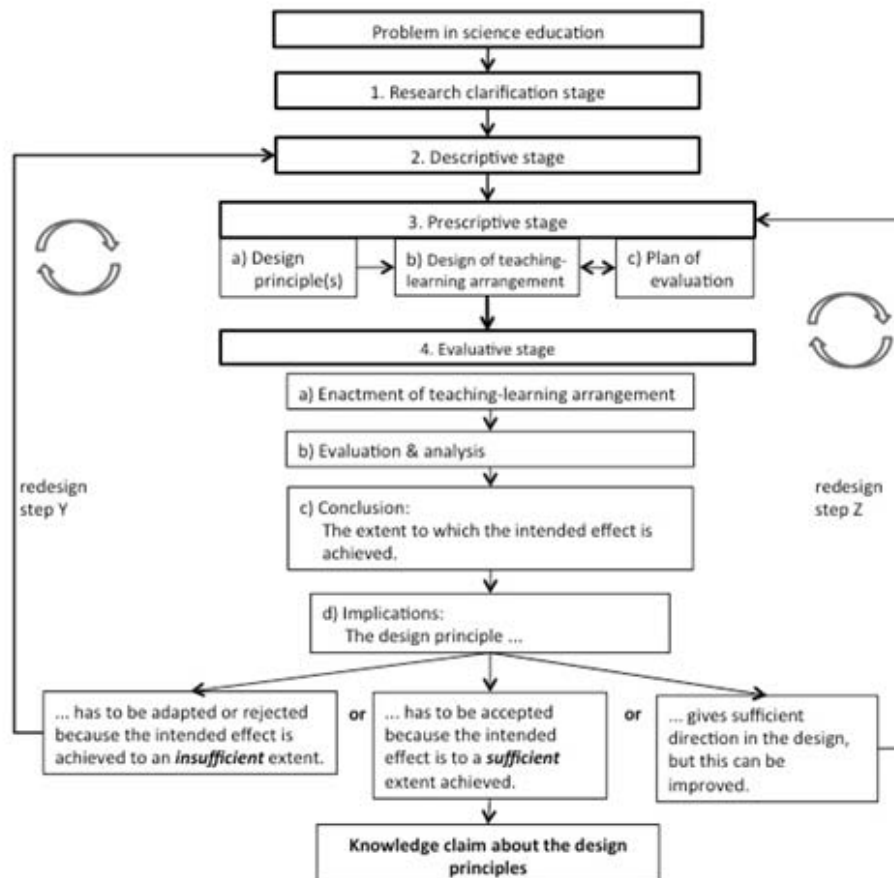 Problem in science education
1. Research clarification stage
2. Descriptive stage
3. Prescriptive stage
a) Design
principle(s)
b) Design of teaching-
learning arrangement
c) Plan of
evaluation
4. Evaluative stage
a) Enactment of teaching-learning arrangement
b) Evaluation & analysis
redesign
step Y
redesign
step Z
c) Conclusion:
The extent to which the intended effect is
achieved.
d) Implications:
The design principle ...
... has to be adapted or rejected
because the intended effect is
achieved to an insufficient extent.
or
... has to be accepted
because the intended
effect is to a sufficient
extent achieved.
or
... gives sufficient
direction in the design,
but this can be
improved.
Knowledge claim about the design
principles